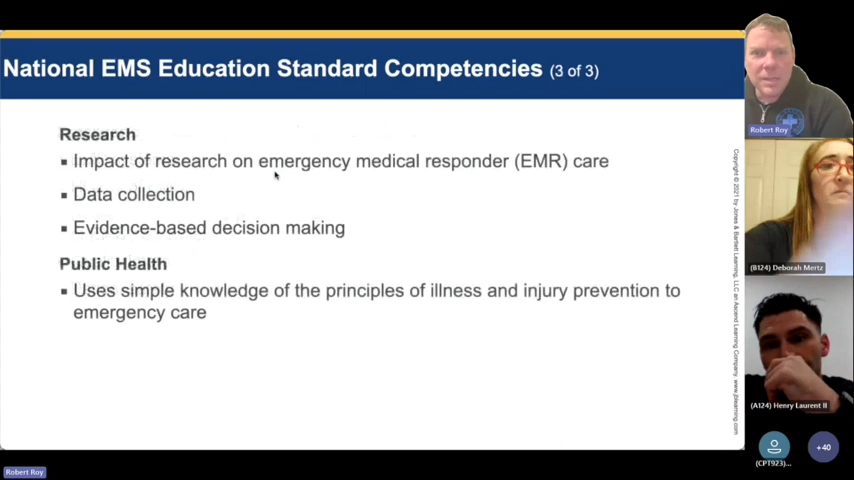 National EMS Education Standard Competencies (3 of 3)
Research
▪ Impact of research on emergency medical responder (EMR) care
▪ Data collection
▪ Evidence-based decision making
Public Health
▪ Uses simple knowledge of the principles of illness and injury prevention to
emergency care
Copyright © 2021 by Jones & Bartlett Learning, LLC an Ascend Learning Company. www.jblearning.com
Robert Roy
(B124) Deborah Mertz
(A124) Henry Laurent II
(CPT923)...
+40
Robert Roy